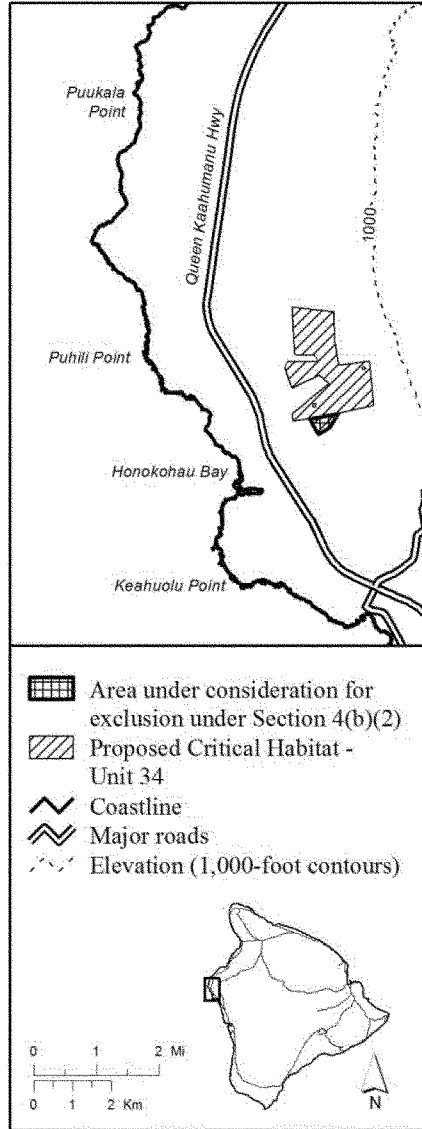 Puukala
Point
Queen Kaahumanu Hwy
1000
Puhili Point
Honokohau Bay
Keahuolu Point
Area under consideration for
exclusion under Section 4(b)(2)
Proposed Critical Habitat -
Unit 34
Coastline
Major roads
Elevation (1,000-foot contours)
0 1 2 Mi
0 1 2 Km
N